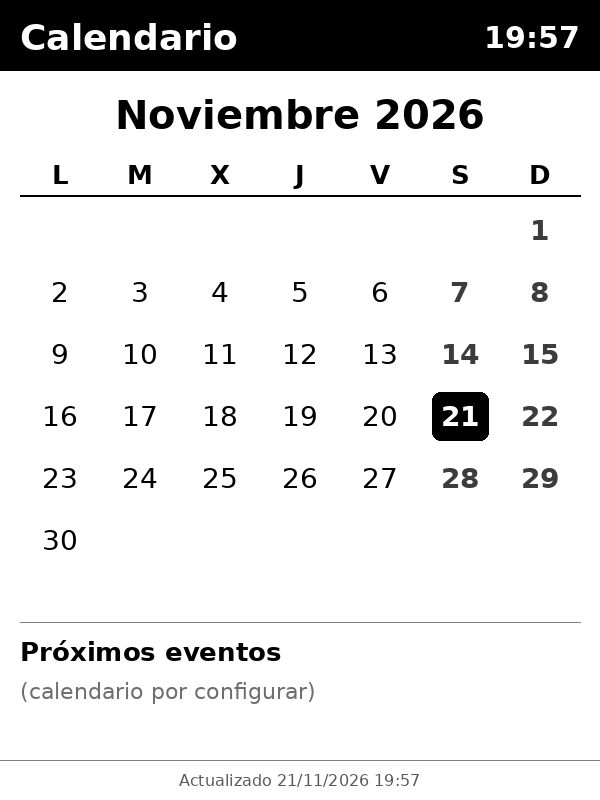 Calendario 19:57
Noviembre 2026
L M X J V S D
1
2 3 4 5 6 7 8
9 10 11 12 13 14 15
16 17 18 19 20 21 22
23 24 25 26 27 28 29
30
Próximos eventos
(calendario por configurar)
Actualizado 21/11/2026 19:57